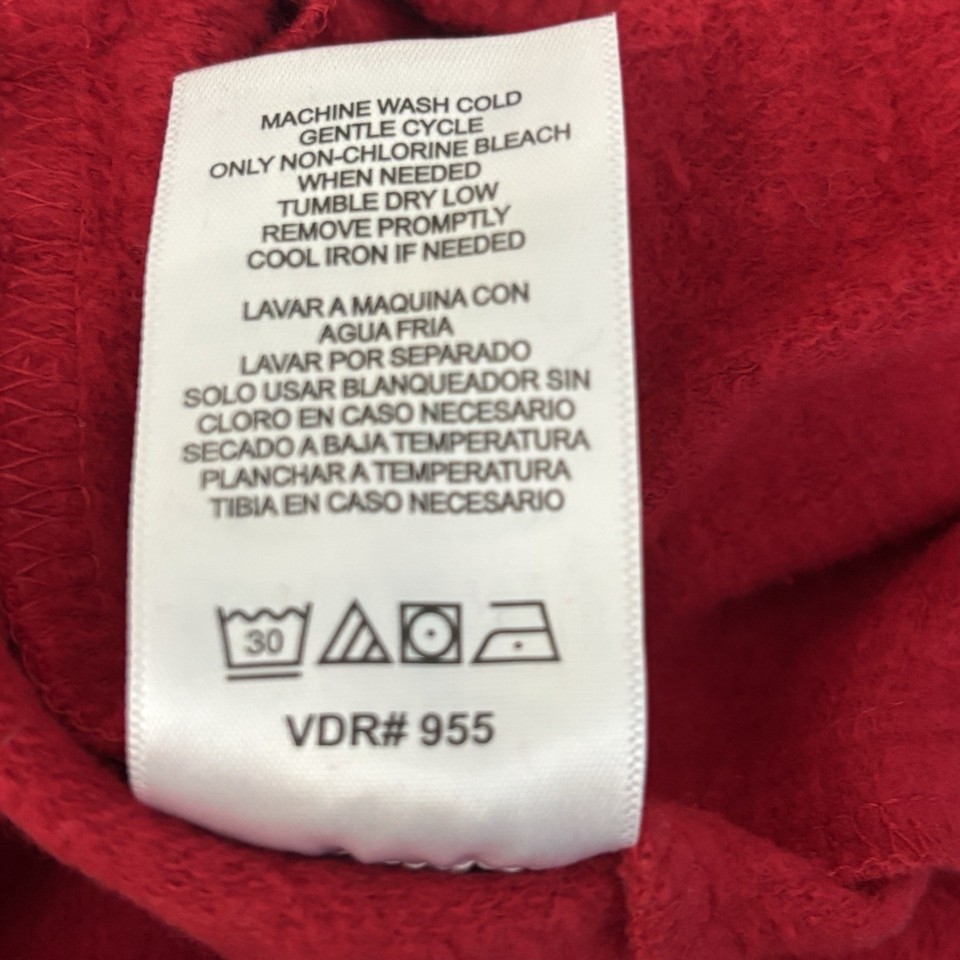 MACHINE WASH COLD
GENTLE CYCLE
ONLY NON-CHLORINE BLEACH
WHEN NEEDED
TUMBLE DRY LOW
REMOVE PROMPTLY
COOL IRON IF NEEDED
LAVAR A MAQUINA CON
AGUA FRIA
LAVAR POR SEPARADO
SOLO USAR BLANQUEADOR SIN
CLORO EN CASO NECESARIO
SECADO A BAJA TEMPERATURA
PLANCHAR A TEMPERATURA
TIBIA EN CASO NECESARIO
30
VDR# 955